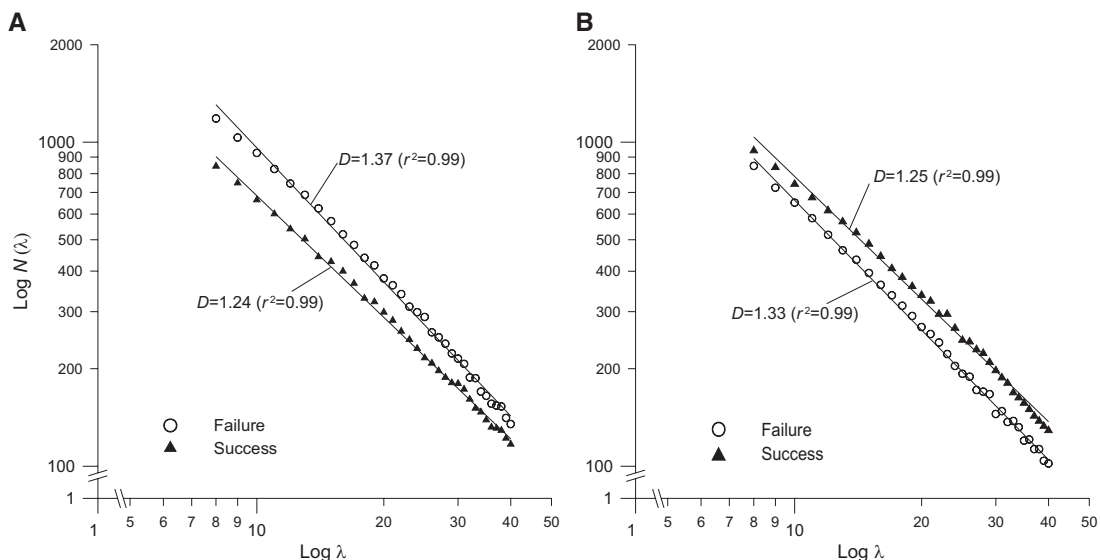 A
2000
1000
900
800
700
600
500
400
300
200
100
1
Log N (λ)
D=1.37 (r²=0.99)
D=1.24 (r²=0.99)
Failure
Success
1 5 6 7 8 9 10 20 30 40 50
Log λ
B
2000
1000
900
800
700
600
500
400
300
200
100
1
D=1.25 (r²=0.99)
D=1.33 (r²=0.99)
Failure
Success
1 5 6 7 8 9 10 20 30 40 50
Log λ